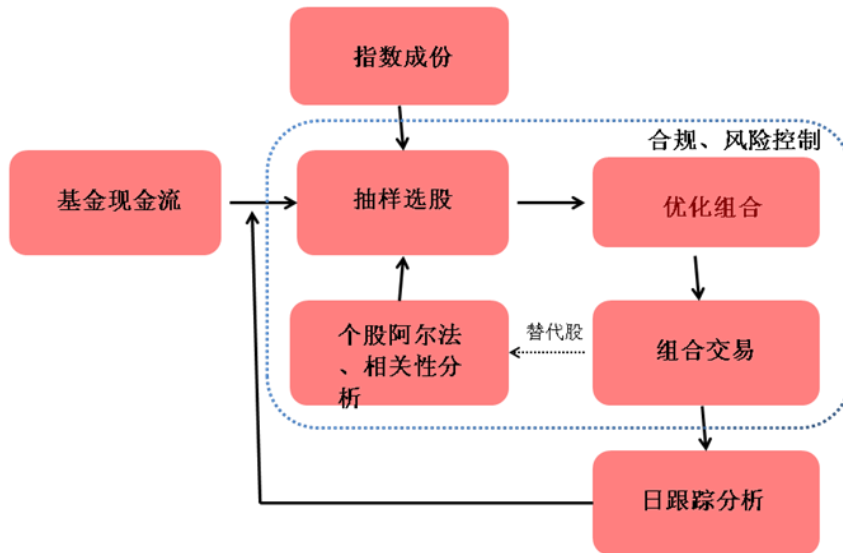 指数成份
合规、风险控制
基金现金流
抽样选股
优化组合
个股阿尔法
、相关性分
析
替代股
组合交易
日跟踪分析